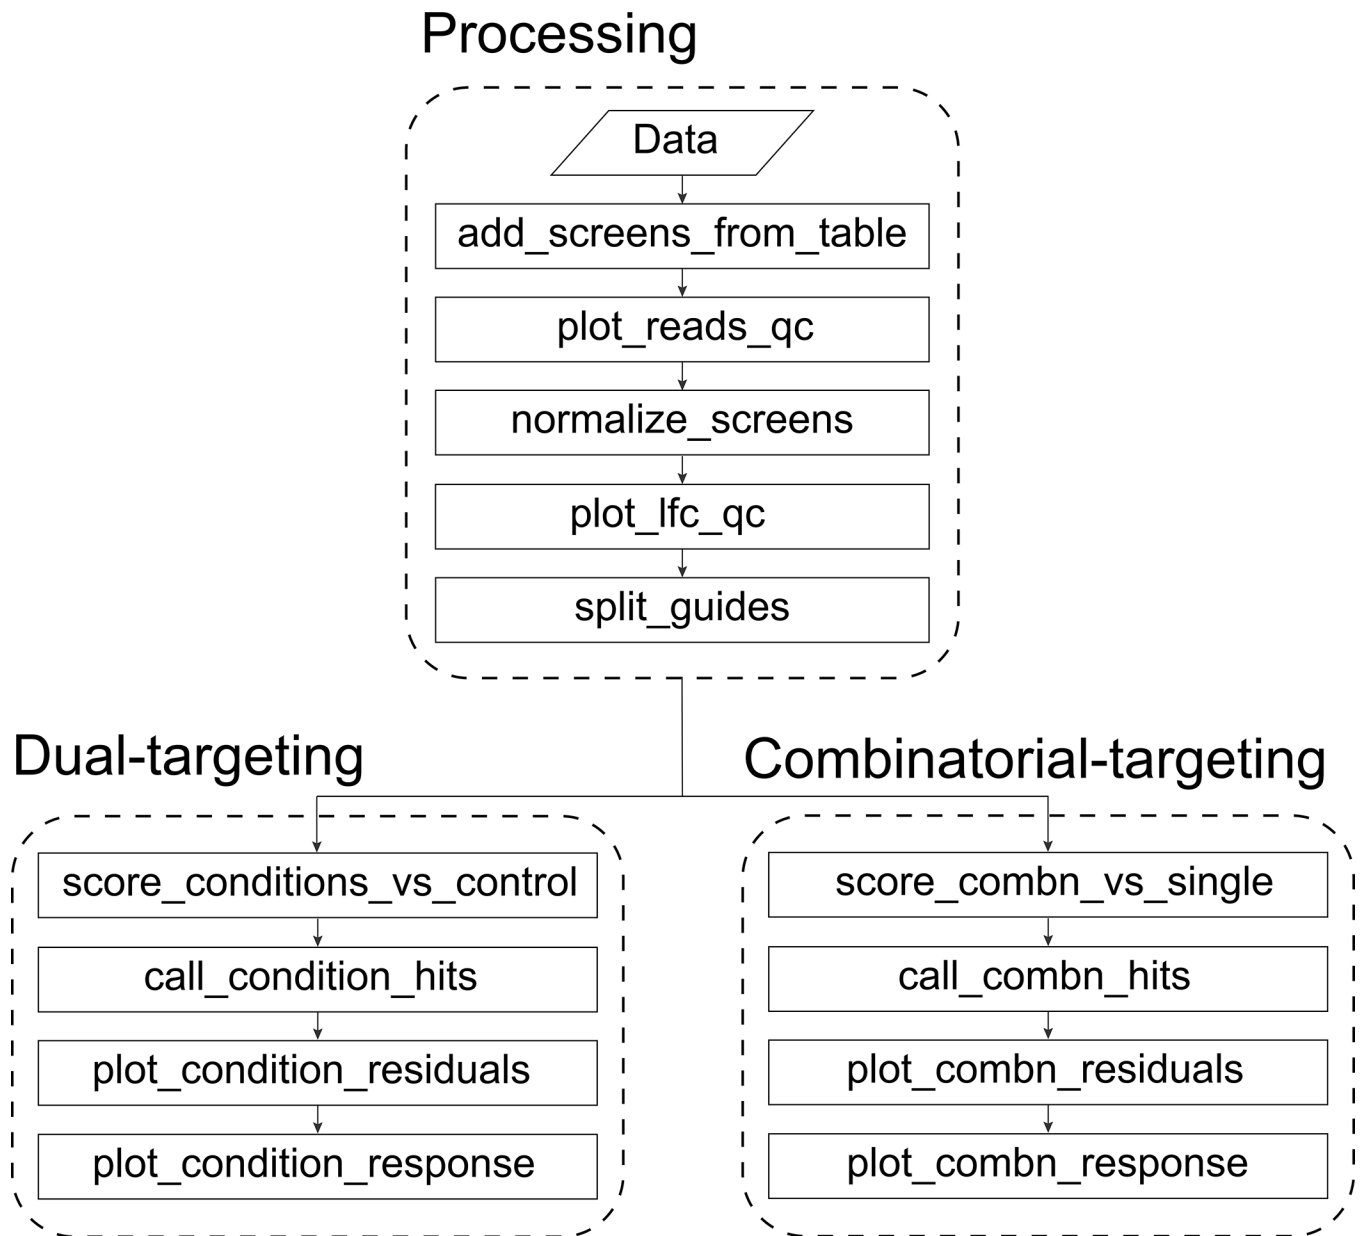 Processing
Data
add_screens_from_table
plot_reads_qc
normalize_screens
plot_lfc_qc
split_guides
Dual-targeting
score_conditions_vs_control
call_condition_hits
plot_condition_residuals
plot_condition_response
Combinatorial-targeting
score_combn_vs_single
call_combn_hits
plot_combn_residuals
plot_combn_response